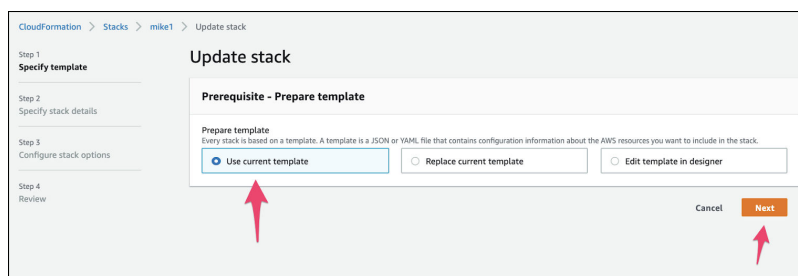 CloudFormation > Stacks > mike1 > Update stack
Step 1
Specify template
Step 2
Specify stack details
Step 3
Configure stack options
Step 4
Review
Update stack
Prerequisite - Prepare template
Prepare template
Every stack is based on a template. A template is a JSON or YAML file that contains configuration information about the AWS resources you want to include in the stack.
Use current template
Replace current template
Edit template in designer
Cancel
Next